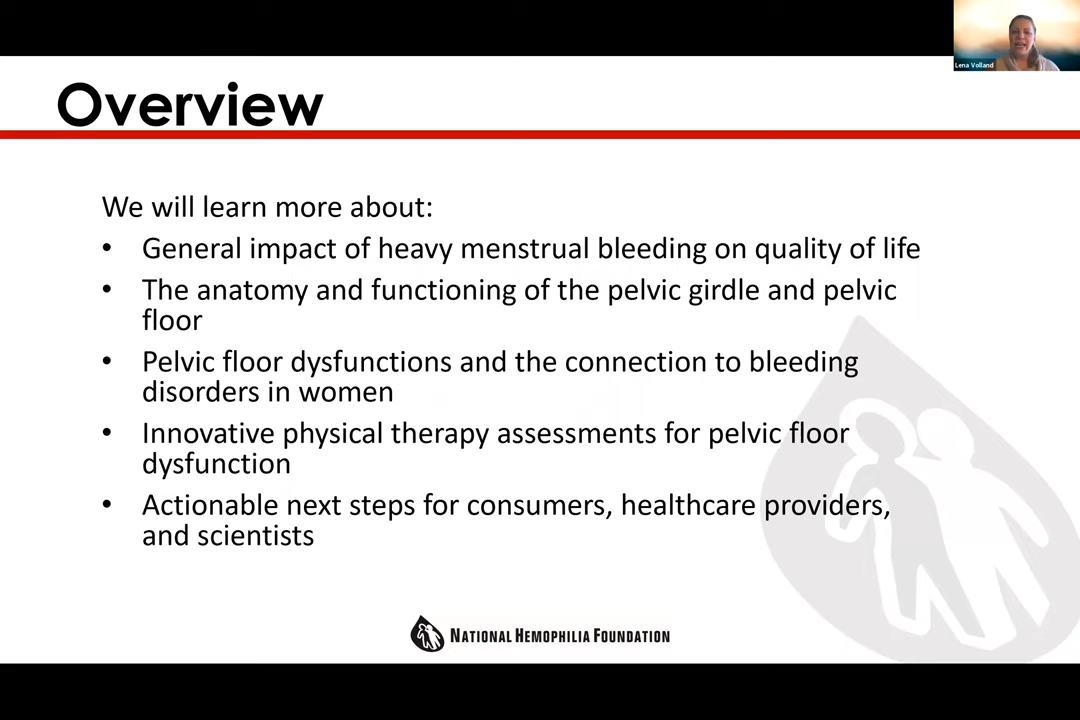 Lena Volland
Overview
We will learn more about:
• General impact of heavy menstrual bleeding on quality of life
• The anatomy and functioning of the pelvic girdle and pelvic
floor
• Pelvic floor dysfunctions and the connection to bleeding
disorders in women
• Innovative physical therapy assessments for pelvic floor
dysfunction
• Actionable next steps for consumers, healthcare providers,
and scientists
NATIONAL HEMOPHILIA FOUNDATION